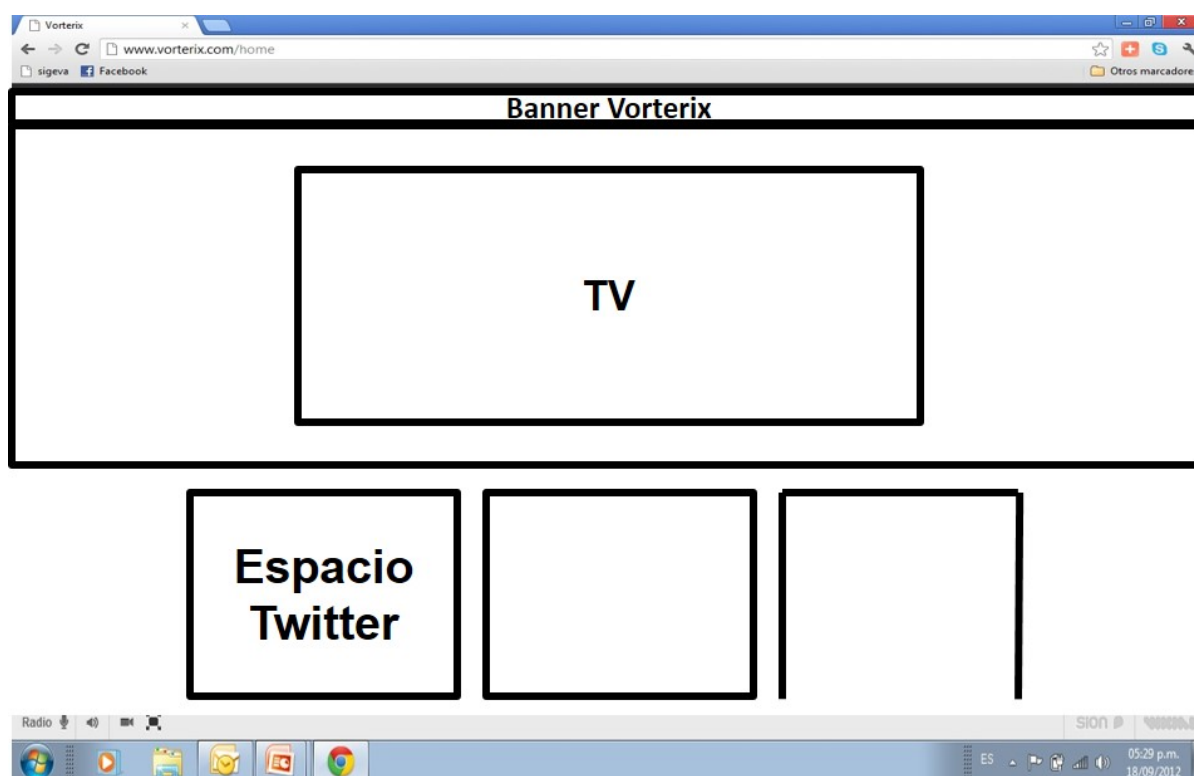 Vorterix
www.vorterix.com/home
sigeva Facebook
Otros marcadore
Banner Vorterix
TV
Espacio
Twitter
Radio
sion
ES
05:29 p.m.
18/09/2012